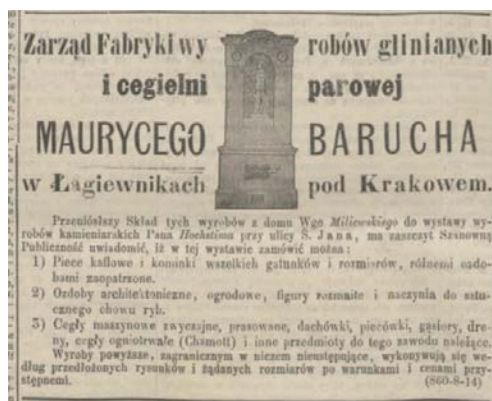 Zarząd Fabryki wyrobów glinianych
i cegielni parowej
MAURYCEGO BARUCHA
w Łagiewnikach pod Krakowem.
Przeniósłszy Skład tych wyrobów z domu Wgo Miliewskiego do wystawy wy-
robów kamieniarskich Pana Hochstima przy ulicy Ś. Jana, ma zaszczyt Szanowną
Publiczność uwiadomić, iż w tej wystawie zamówić można:
1) Piece kaflowe i kominki wszelkich gatunków i rozmiarów, różnemi ozdo-
bami zaopatrzone.
2) Ozdoby architektoniczne, ogrodowe, figury rozmaite i naczynia do sztu-
cznego chowu ryb.
3) Cegły maszynowe zwyczajne, prasowane, dachówki, piecówki, gąsiory, dre-
ny, cegły ogniotrwałe (Chamott) i inne przedmioty do tego zawodu należące.
Wyroby powyższe, zagranicznym w niczem nieustępujące, wykonywują się we-
dług przedłożonych rysunków i żądanych rozmiarów po warunkach i cenach przy-
stępnemi. (860-8-14)